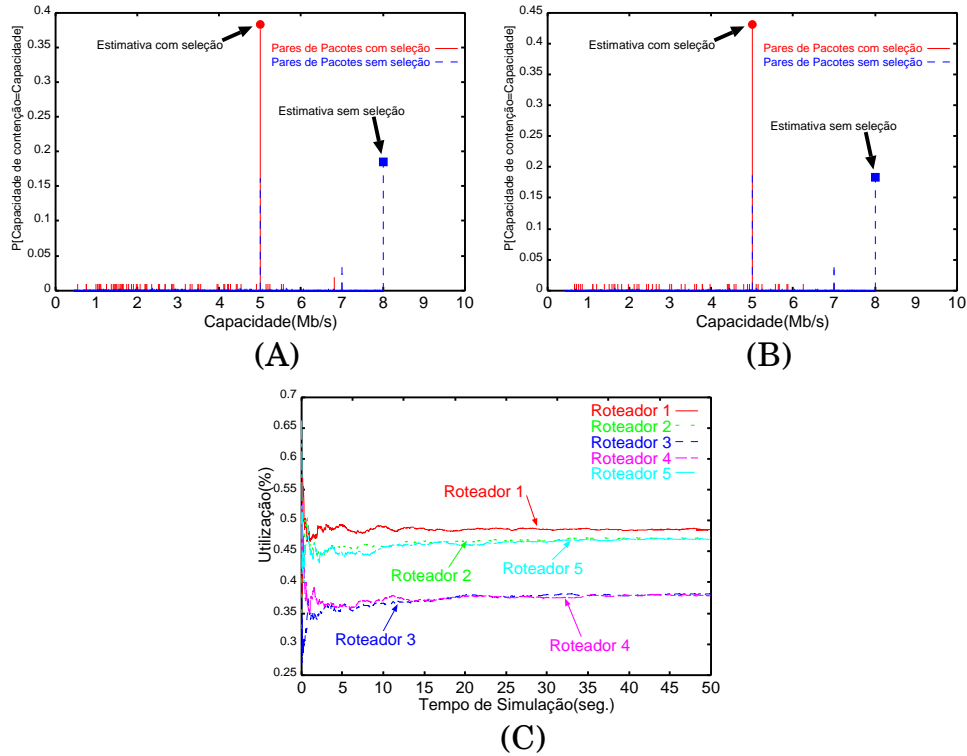 0.4
0.35
0.3
0.25
0.2
0.15
0.1
0.05
0
P[Capacidade de contenção=Capacidade]
Estimativa com seleção
Pares de Pacotes com seleção
Pares de Pacotes sem seleção
Estimativa sem seleção
0 1 2 3 4 5 6 7 8 9 10
Capacidade(Mb/s)
(A)
0.45
0.4
0.35
0.3
0.25
0.2
0.15
0.1
0.05
0
P[Capacidade de contenção=Capacidade]
Estimativa com seleção
Pares de Pacotes com seleção
Pares de Pacotes sem seleção
Estimativa sem seleção
0 1 2 3 4 5 6 7 8 9 10
Capacidade(Mb/s)
(B)
0.7
0.65
0.6
0.55
0.5
0.45
0.4
0.35
0.3
0.25
Utilização(%)
Roteador 1
Roteador 2
Roteador 3
Roteador 4
Roteador 5
Roteador 1
Roteador 2
Roteador 5
Roteador 3
Roteador 4
0 5 10 15 20 25 30 35 40 45 50
Tempo de Simulação(seg.)
(C)